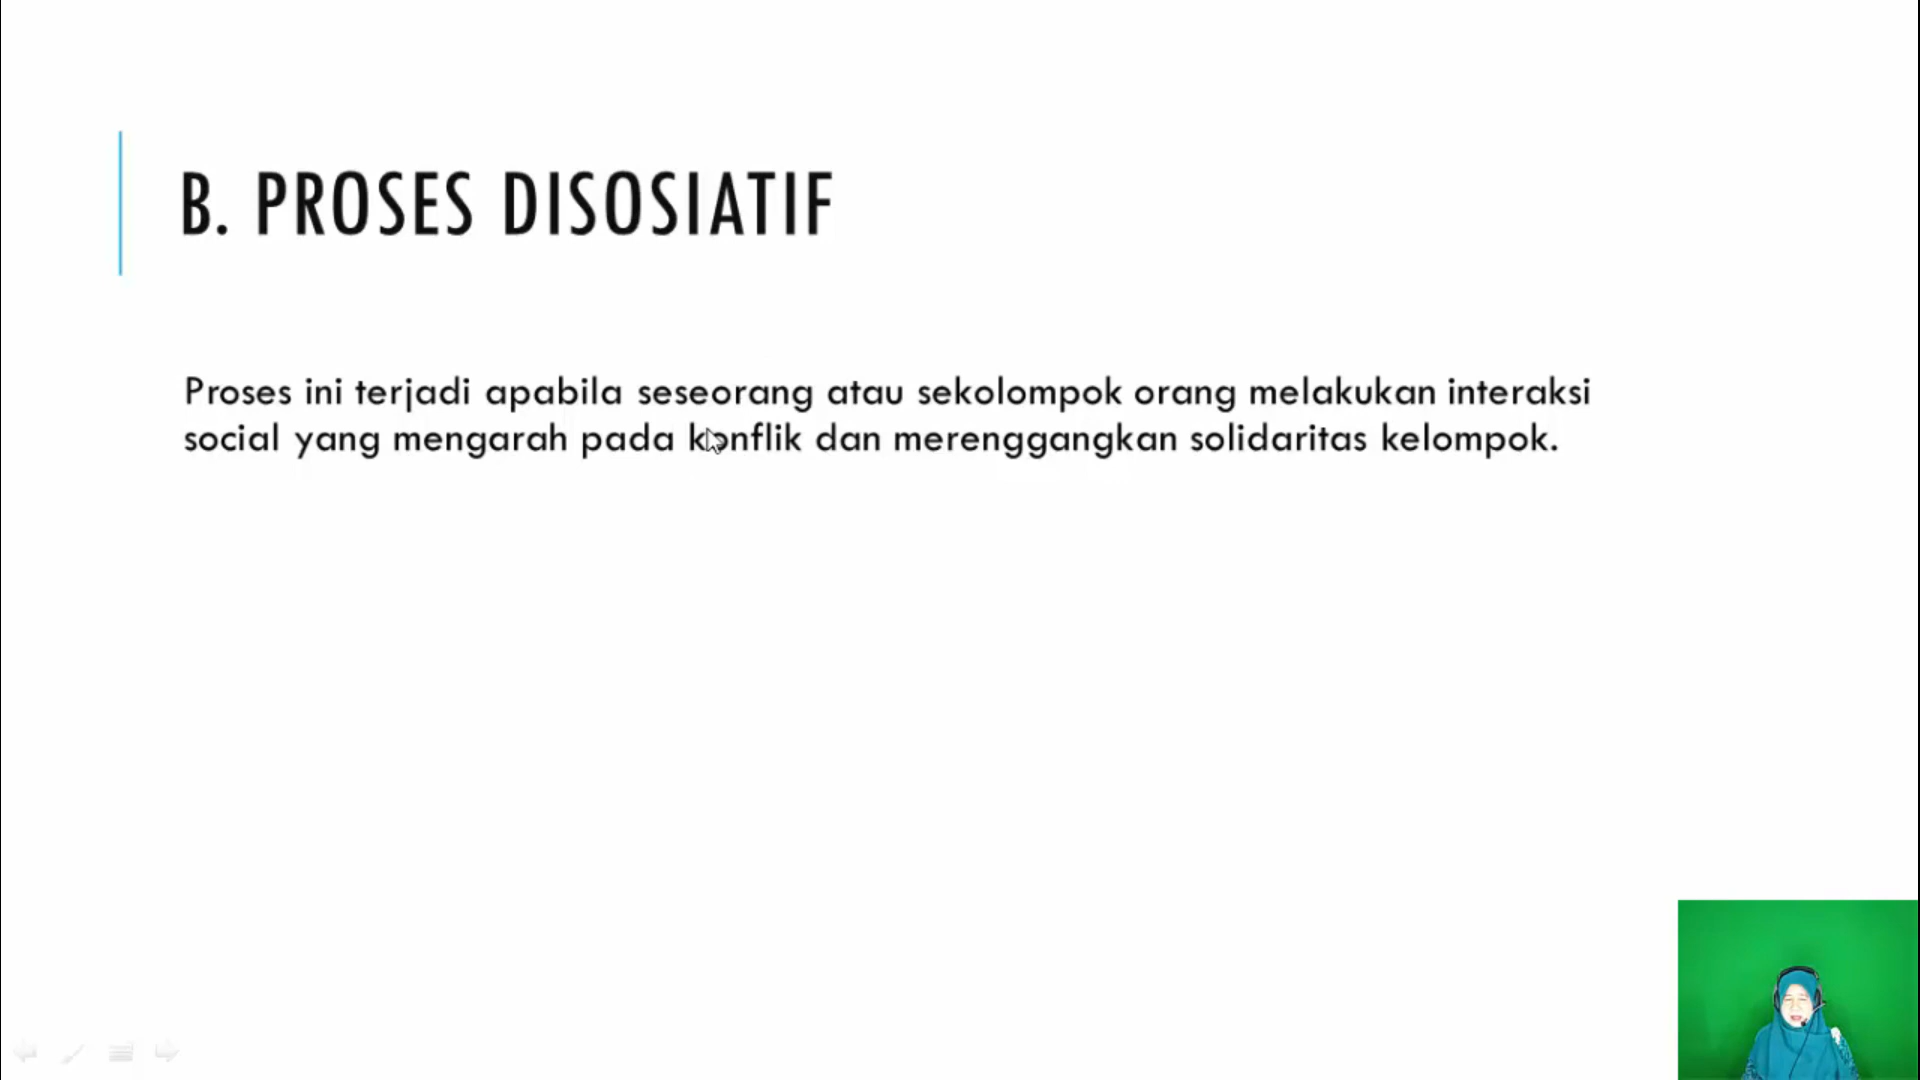 B. PROSES DISOSIATIF
Proses ini terjadi apabila seseorang atau sekolompok orang melakukan interaksi
social yang mengarah pada konflik dan merenggangkan solidaritas kelompok.